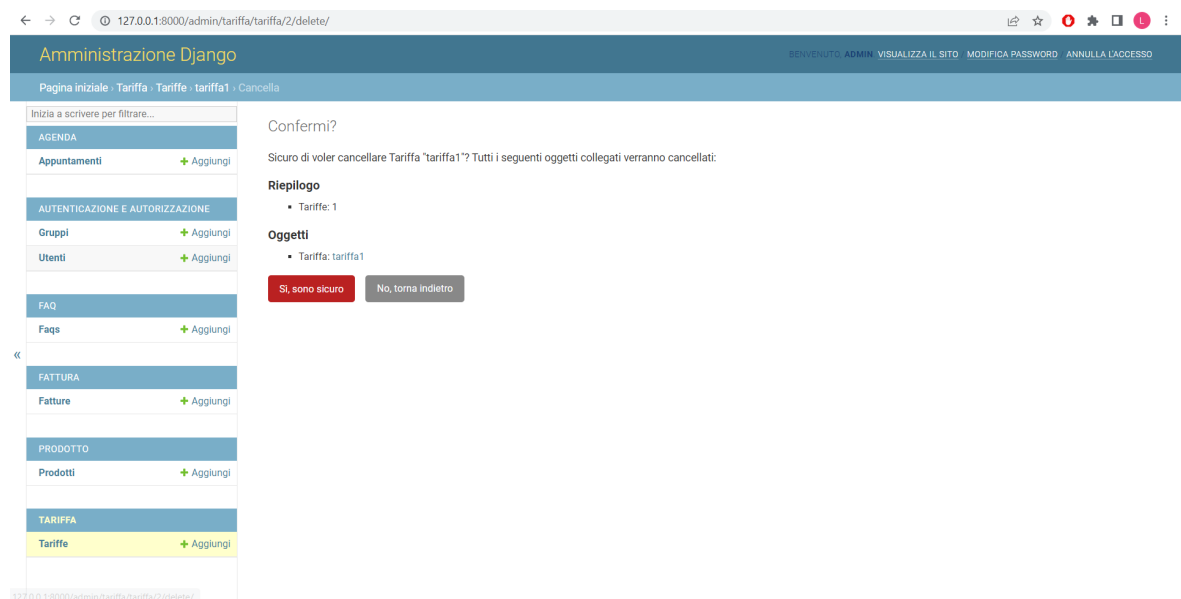 127.0.0.1:8000/admin/tariffa/tariffa/2/delete/
L
Amministrazione Django
BENVENUTO, ADMIN. VISUALIZZA IL SITO / MODIFICA PASSWORD / ANNULLA L'ACCESSO
Pagina iniziale › Tariffa › Tariffe › tariffa1 › Cancella
Inizia a scrivere per filtrare...
AGENDA
Appuntamenti + Aggiungi
AUTENTICAZIONE E AUTORIZZAZIONE
Gruppi + Aggiungi
Utenti + Aggiungi
FAQ
Faqs + Aggiungi
«
FATTURA
Fatture + Aggiungi
PRODOTTO
Prodotti + Aggiungi
TARIFFA
Tariffe + Aggiungi
Confermi?
Sicuro di voler cancellare Tariffa "tariffa1"? Tutti i seguenti oggetti collegati verranno cancellati:
Riepilogo
▪ Tariffe: 1
Oggetti
▪ Tariffa: tariffa1
Sì, sono sicuro No, torna indietro
127.0.0.1:8000/admin/tariffa/tariffa/2/delete/